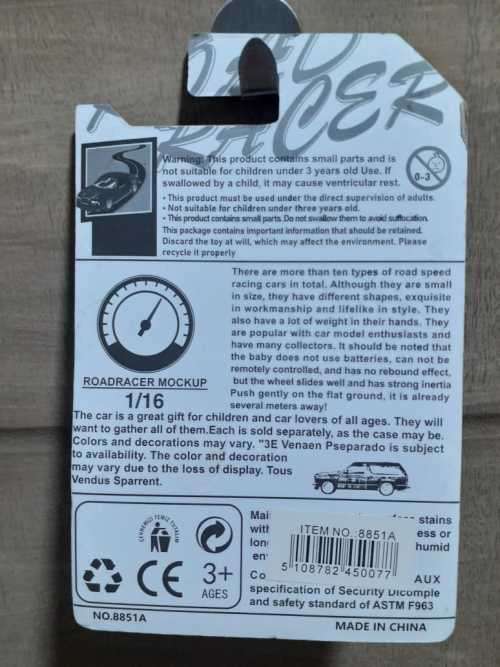 ROAD
RACER
Warning: This product contains small parts and is
not suitable for children under 3 years old Use. If
swallowed by a child, it may cause ventricular rest.
• This product must be used under the direct supervision of adults.
• Not suitable for children under three years old.
• This product contains small parts. Do not swallow them to avoid suffocation.
This package contains important information that should be retained.
Discard the toy at will, which may affect the environment. Please
recycle it properly
0-3
There are more than ten types of road speed
racing cars in total. Although they are small
in size, they have different shapes, exquisite
in workmanship and lifelike in style. They
also have a lot of weight in their hands. They
are popular with car model enthusiasts and
have many collectors. It should be noted that
the baby does not use batteries, can not be
remotely controlled, and has no rebound effect,
but the wheel slides well and has strong inertia
Push gently on the flat ground, it is already
several meters away!
ROADRACER MOCKUP
1/16
The car is a great gift for children and car lovers of all ages. They will
want to gather all of them.Each is sold separately, as the case may be.
Colors and decorations may vary. "3E Venaen Pseparado is subject
to availability. The color and decoration
may vary due to the loss of display. Tous
Vendus Sparrent.
CE
3+
AGES
NO.8851A
stains
with
ess or
humid
ITEM NO.:8851A
5 108782 450077
AUX
specification of Security Dicomple
and safety standard of ASTM F963
MADE IN CHINA